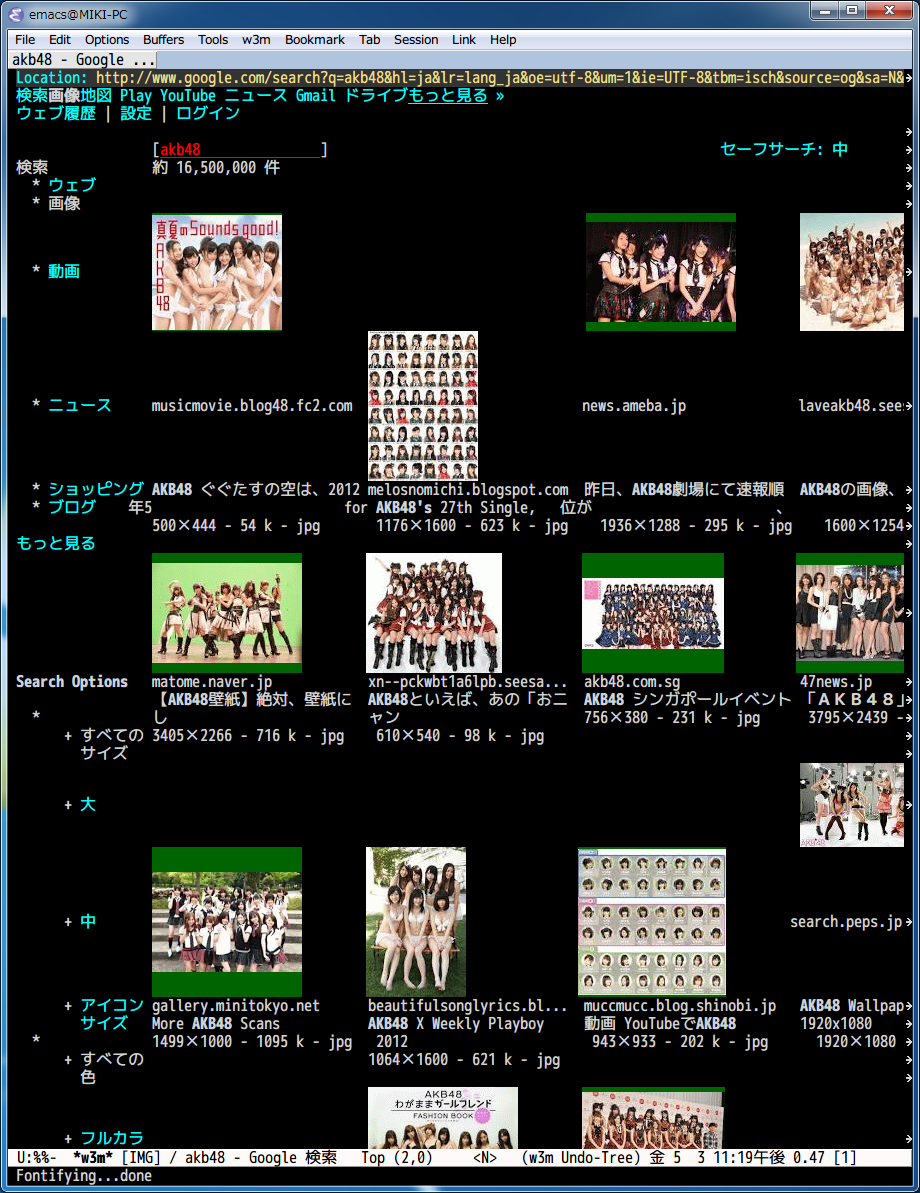 emacs@MIKI-PC
File Edit Options Buffers Tools w3m Bookmark Tab Session Link Help
akb48 - Google ...
Location: http://www.google.com/search?q=akb48&hl=ja&lr=lang_ja&oe=utf-8&um=1&ie=UTF-8&tbm=isch&source=og&sa=N&
検索画像地図 Play YouTube ニュース Gmail ドライブもっと見る »
ウェブ履歴 | 設定 | ログイン
[akb48] セーフサーチ: 中
検索 約 16,500,000 件
* ウェブ
* 画像
真夏のSounds good!
AKB48
* 動画
* ニュース musicmovie.blog48.fc2.com news.ameba.jp laveakb48.see
* ショッピング AKB48 ぐぐたすの空は、2012 melosnomichi.blogspot.com 昨日、AKB48劇場にて速報順 AKB48の画像、
* ブログ 年5 for AKB48's 27th Single, 位が 、
500×444 - 54 k - jpg 1176×1600 - 623 k - jpg 1936×1288 - 295 k - jpg 1600×1254
もっと見る
Search Options matome.naver.jp xn--pckwbt1a6lpb.seesa... akb48.com.sg 47news.jp
【AKB48壁紙】絶対、壁紙に AKB48といえば、あの「おニ AKB48 シンガポールイベント 「ＡＫＢ４８」
* し ャン 756×380 - 231 k - jpg 3795×2439 -
+ すべての 3405×2266 - 716 k - jpg 610×540 - 98 k - jpg
サイズ
+ 大
AKB48
+ 中 search.peps.jp
+ アイコン gallery.minitokyo.net beautifulsonglyrics.bl... muccmucc.blog.shinobi.jp AKB48 Wallpap
サイズ More AKB48 Scans AKB48 X Weekly Playboy 動画 YouTubeでAKB48 1920x1080
* 1499×1000 - 1095 k - jpg 2012 943×933 - 202 k - jpg 1920×1080
+ すべての 1064×1600 - 621 k - jpg
色
AKB48
わがままガールフレンド
FASHION BOOK
+ フルカラ
U:%%- *w3m* [IMG] / akb48 - Google 検索 Top (2,0) <N> (w3m Undo-Tree) 金 5 3 11:19午後 0.47 [1]
Fontifying...done